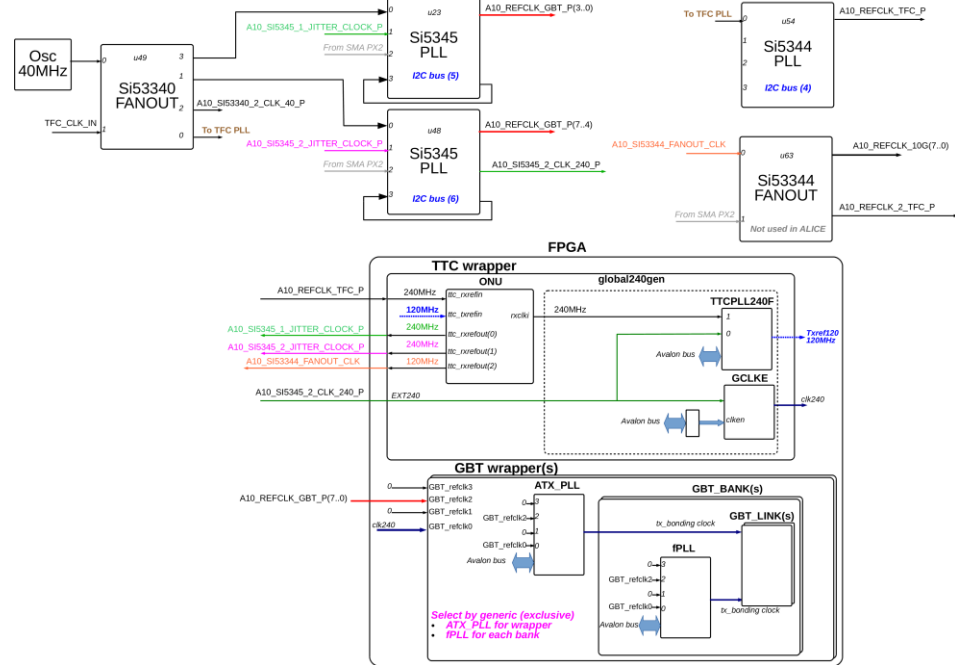 Osc
40MHz
0
1
TFC_CLK_IN
u49
Si53340
FANOUT
3
1
2
0
A10_SI53340_2_CLK_40_P
To TFC PLL
A10_SI5345_1_JITTER_CLOCK_P
From SMA PX2
0
1
2
3
u23
Si5345
PLL
I2C bus (5)
A10_REFCLK_GBT_P(3..0)
A10_SI5345_2_JITTER_CLOCK_P
From SMA PX2
0
1
2
3
u48
Si5345
PLL
I2C bus (6)
A10_REFCLK_GBT_P(7..4)
A10_SI5345_2_CLK_240_P
To TFC PLL
0
1
2
3
u54
Si5344
PLL
I2C bus (4)
A10_REFCLK_TFC_P
A10_SI53344_FANOUT_CLK
From SMA PX2
0
1
u63
Si53344
FANOUT
Not used in ALICE
A10_REFCLK_10G(7..0)
A10_REFCLK_2_TFC_P
FPGA
TTC wrapper
ONU
global240gen
A10_REFCLK_TFC_P
240MHz
ttc_rxrefin
120MHz
ttc_txrefin
A10_SI5345_1_JITTER_CLOCK_P
240MHz
ttc_rxrefout(0)
A10_SI5345_2_JITTER_CLOCK_P
240MHz
ttc_rxrefout(1)
A10_SI53344_FANOUT_CLK
120MHz
ttc_rxrefout(2)
rxclki
240MHz
A10_SI5345_2_CLK_240_P
EXT240
TTCPLL240F
1
0
Avalon bus
Txref120
120MHz
GCLKE
clken
Avalon bus
clk240
GBT wrapper(s)
0
GBT_refclk3
A10_REFCLK_GBT_P(7..0)
GBT_refclk2
0
GBT_refclk1
clk240
GBT_refclk0
ATX_PLL
0
3
GBT_refclk2
2
0
1
GBT_refclk0
0
Avalon bus
GBT_BANK(s)
GBT_LINK(s)
tx_bonding clock
fPLL
0
3
GBT_refclk2
2
0
1
GBT_refclk0
0
Avalon bus
tx_bonding clock
Select by generic (exclusive)
• ATX_PLL for wrapper
• fPLL for each bank